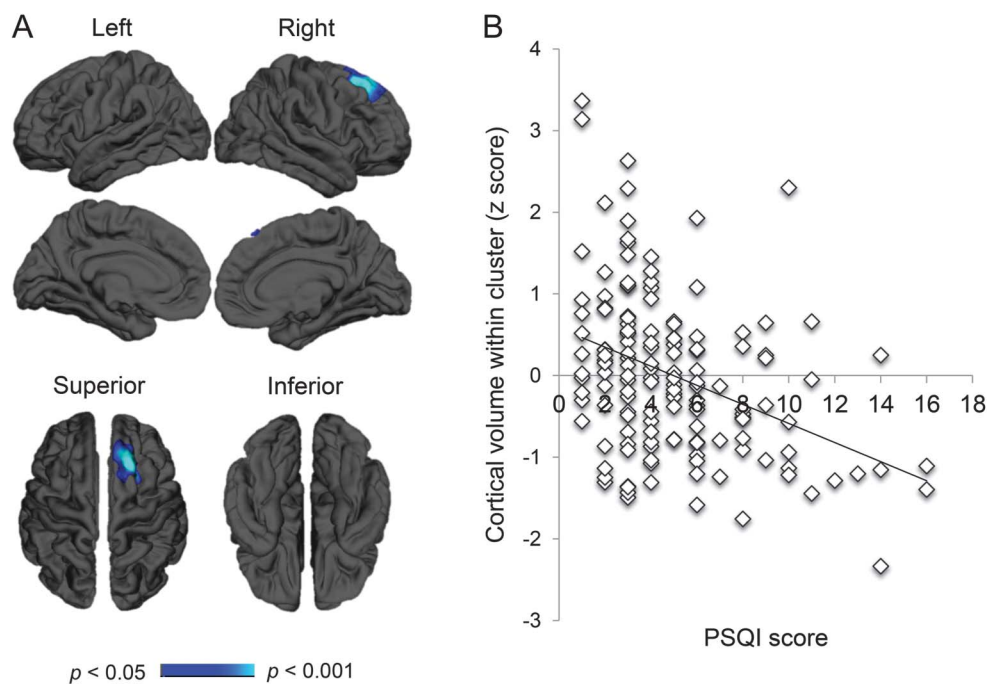 A
Left Right
Superior Inferior
p < 0.05 p < 0.001
B
Cortical volume within cluster (z score)
4
3
2
1
0
-1
-2
-3
0 2 4 6 8 10 12 14 16 18
PSQI score